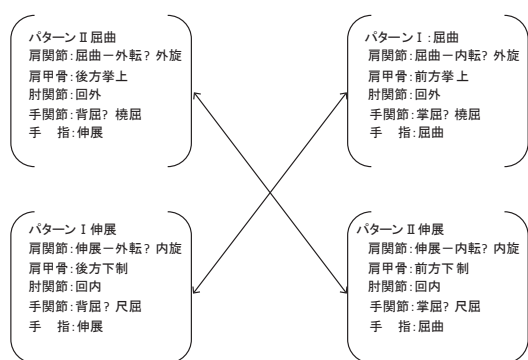 パターンⅡ屈曲
肩関節:屈曲ー外転? 外旋
肩甲骨:後方挙上
肘関節:回外
手関節:背屈? 橈屈
手　指:伸展
パターンⅠ:屈曲
肩関節:屈曲ー内転? 外旋
肩甲骨:前方挙上
肘関節:回外
手関節:掌屈? 橈屈
手　指:屈曲
パターンⅠ伸展
肩関節:伸展ー外転? 内旋
肩甲骨:後方下制
肘関節:回内
手関節:背屈? 尺屈
手　指:伸展
パターンⅡ伸展
肩関節:伸展ー内転? 内旋
肩甲骨:前方下制
肘関節:回内
手関節:掌屈? 尺屈
手　指:屈曲